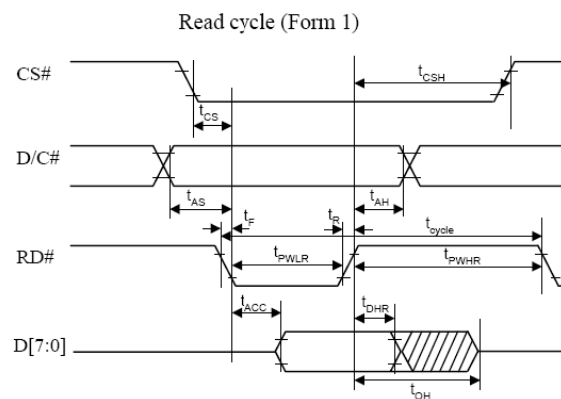 Read cycle (Form 1)
CS#
tCSH
tCS
D/C#
tAS
tAH
tF
tR
tcycle
RD#
tPWLR
tPWHR
tACC
tDHR
D[7:0]
tOH